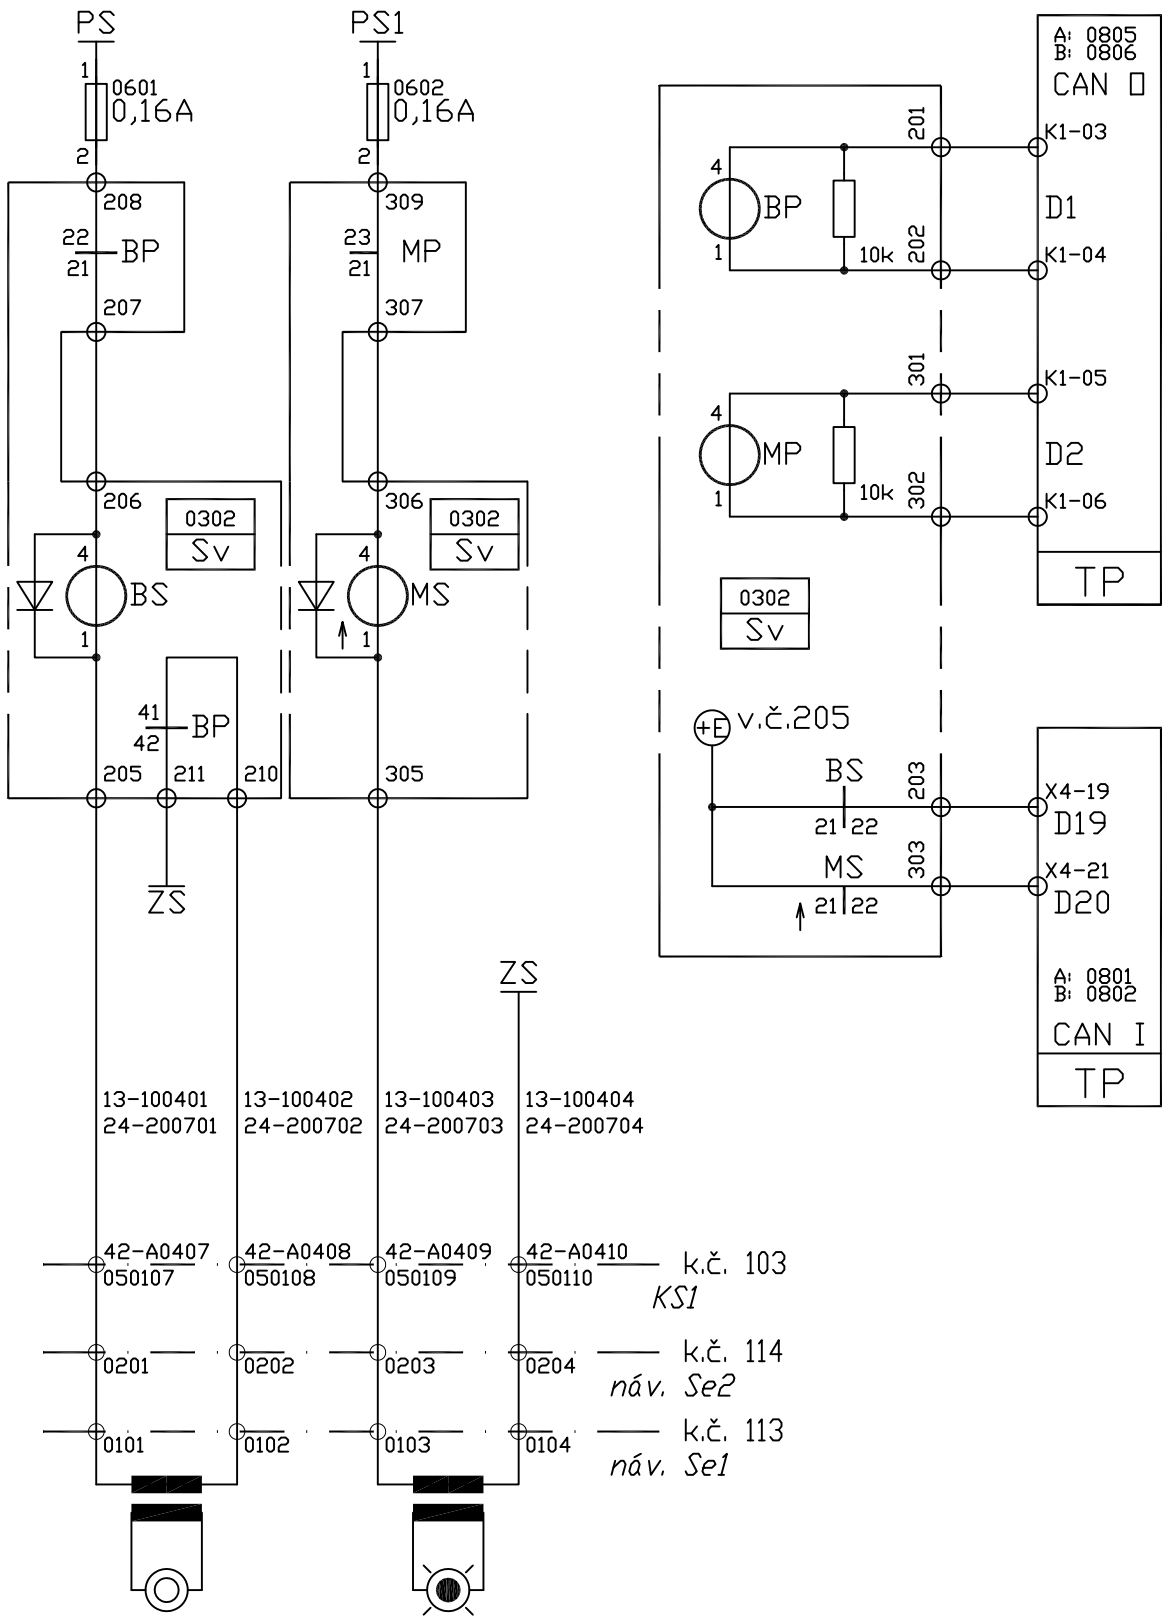 PS
1
0601
0,16A
2
208
22
BP
21
207
206
0302
Sv
4
BS
1
41
BP
42
205
211
210
ZS
PS1
1
0602
0,16A
2
309
23
MP
21
307
306
0302
Sv
4
MS
1
305
ZS
201
4
BP
1
10k
202
301
4
MP
1
10k
302
0302
Sv
+E
v.č.205
BS
203
21
22
MS
303
21
22
A: 0805
B: 0806
CAN O
K1-03
D1
K1-04
K1-05
D2
K1-06
TP
X4-19
D19
X4-21
D20
A: 0801
B: 0802
CAN I
TP
13-100401
24-200701
13-100402
24-200702
13-100403
24-200703
13-100404
24-200704
42-A0407
050107
42-A0408
050108
42-A0409
050109
42-A0410
050110
k.č. 103
KS1
0201
0202
0203
0204
k.č. 114
náv. Se2
0101
0102
0103
0104
k.č. 113
náv. Se1